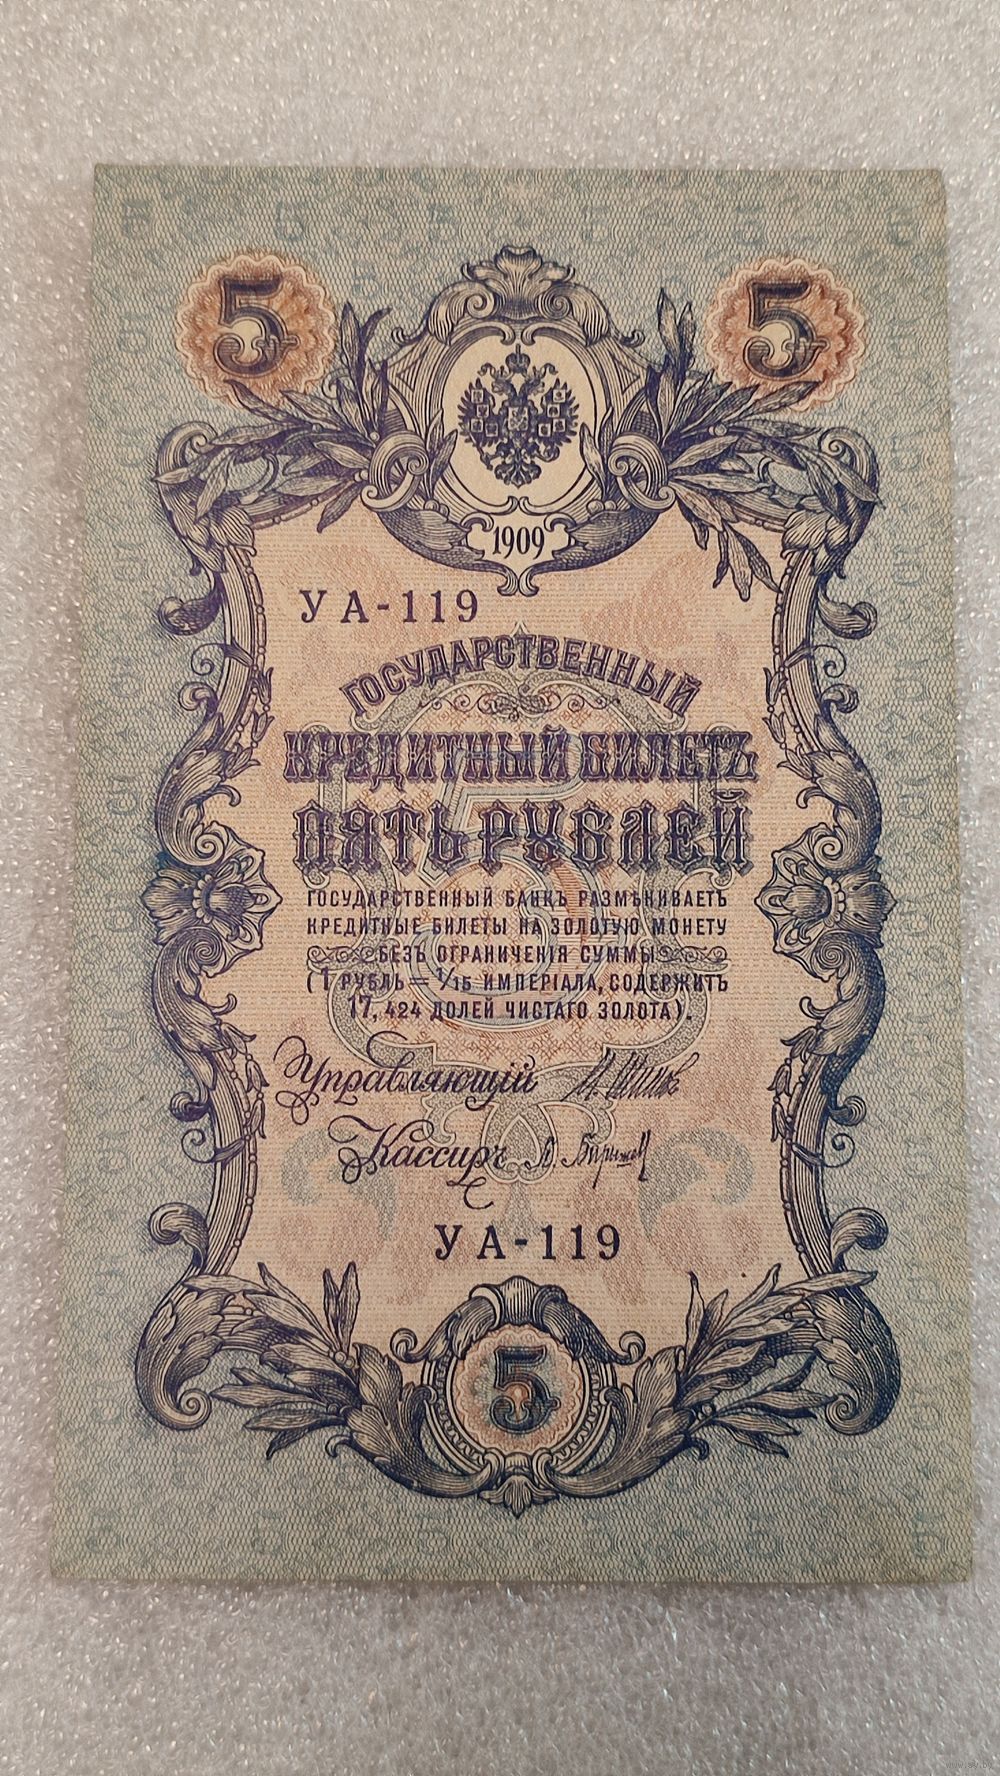 5 5
1909
УА-119
ГОСУДАРСТВЕННЫЙ
КРЕДИТНЫЙ БИЛЕТЪ
ПЯТЬ РУБЛЕЙ
ГОСУДАРСТВЕННЫЙ БАНКЪ РАЗМѢНИВАЕТЪ
КРЕДИТНЫЕ БИЛЕТЫ НА ЗОЛОТУЮ МОНЕТУ
БЕЗЪ ОГРАНИЧЕНІЯ СУММЫ
(1 РУБЛЬ = 1/15 ИМПЕРІАЛА, СОДЕРЖИТЪ
17,424 ДОЛЕЙ ЧИСТАГО ЗОЛОТА).
Управляющій И. Шиповъ
Кассиръ
УА-119
5